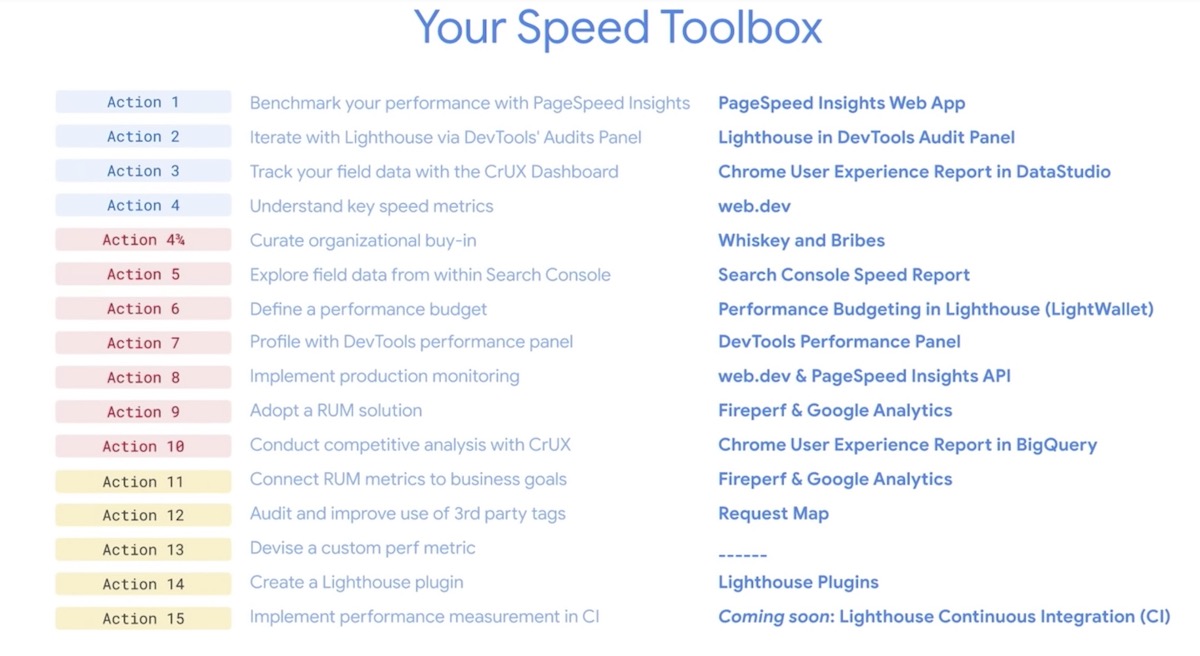 Your Speed Toolbox
Action 1 Benchmark your performance with PageSpeed Insights PageSpeed Insights Web App
Action 2 Iterate with Lighthouse via DevTools' Audits Panel Lighthouse in DevTools Audit Panel
Action 3 Track your field data with the CrUX Dashboard Chrome User Experience Report in DataStudio
Action 4 Understand key speed metrics web.dev
Action 4¾ Curate organizational buy-in Whiskey and Bribes
Action 5 Explore field data from within Search Console Search Console Speed Report
Action 6 Define a performance budget Performance Budgeting in Lighthouse (LightWallet)
Action 7 Profile with DevTools performance panel DevTools Performance Panel
Action 8 Implement production monitoring web.dev & PageSpeed Insights API
Action 9 Adopt a RUM solution Fireperf & Google Analytics
Action 10 Conduct competitive analysis with CrUX Chrome User Experience Report in BigQuery
Action 11 Connect RUM metrics to business goals Fireperf & Google Analytics
Action 12 Audit and improve use of 3rd party tags Request Map
Action 13 Devise a custom perf metric ------
Action 14 Create a Lighthouse plugin Lighthouse Plugins
Action 15 Implement performance measurement in CI Coming soon: Lighthouse Continuous Integration (CI)